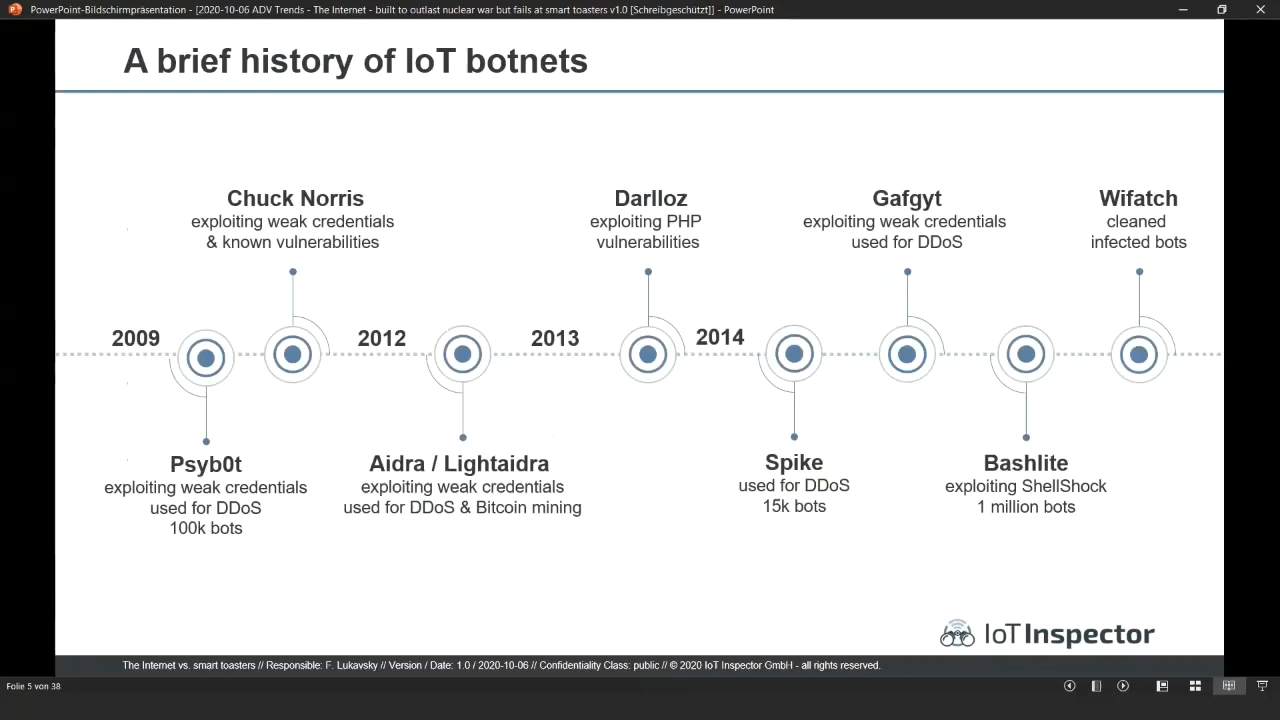 PowerPoint-Bildschirmpräsentation - [2020-10-06 ADV Trends - The Internet - built to outlast nuclear war but fails at smart toasters v1.0 [Schreibgeschützt]] - PowerPoint
A brief history of IoT botnets
Chuck Norris
exploiting weak credentials
& known vulnerabilities
Darlloz
exploiting PHP
vulnerabilities
Gafgyt
exploiting weak credentials
used for DDoS
Wifatch
cleaned
infected bots
2009
2012
2013
2014
Psyb0t
exploiting weak credentials
used for DDoS
100k bots
Aidra / Lightaidra
exploiting weak credentials
used for DDoS & Bitcoin mining
Spike
used for DDoS
15k bots
Bashlite
exploiting ShellShock
1 million bots
IoT Inspector
The Internet vs. smart toasters // Responsible: F. Lukavsky // Version / Date: 1.0 / 2020-10-06 // Confidentiality Class: public // © 2020 IoT Inspector GmbH - all rights reserved.
Folie 5 von 38